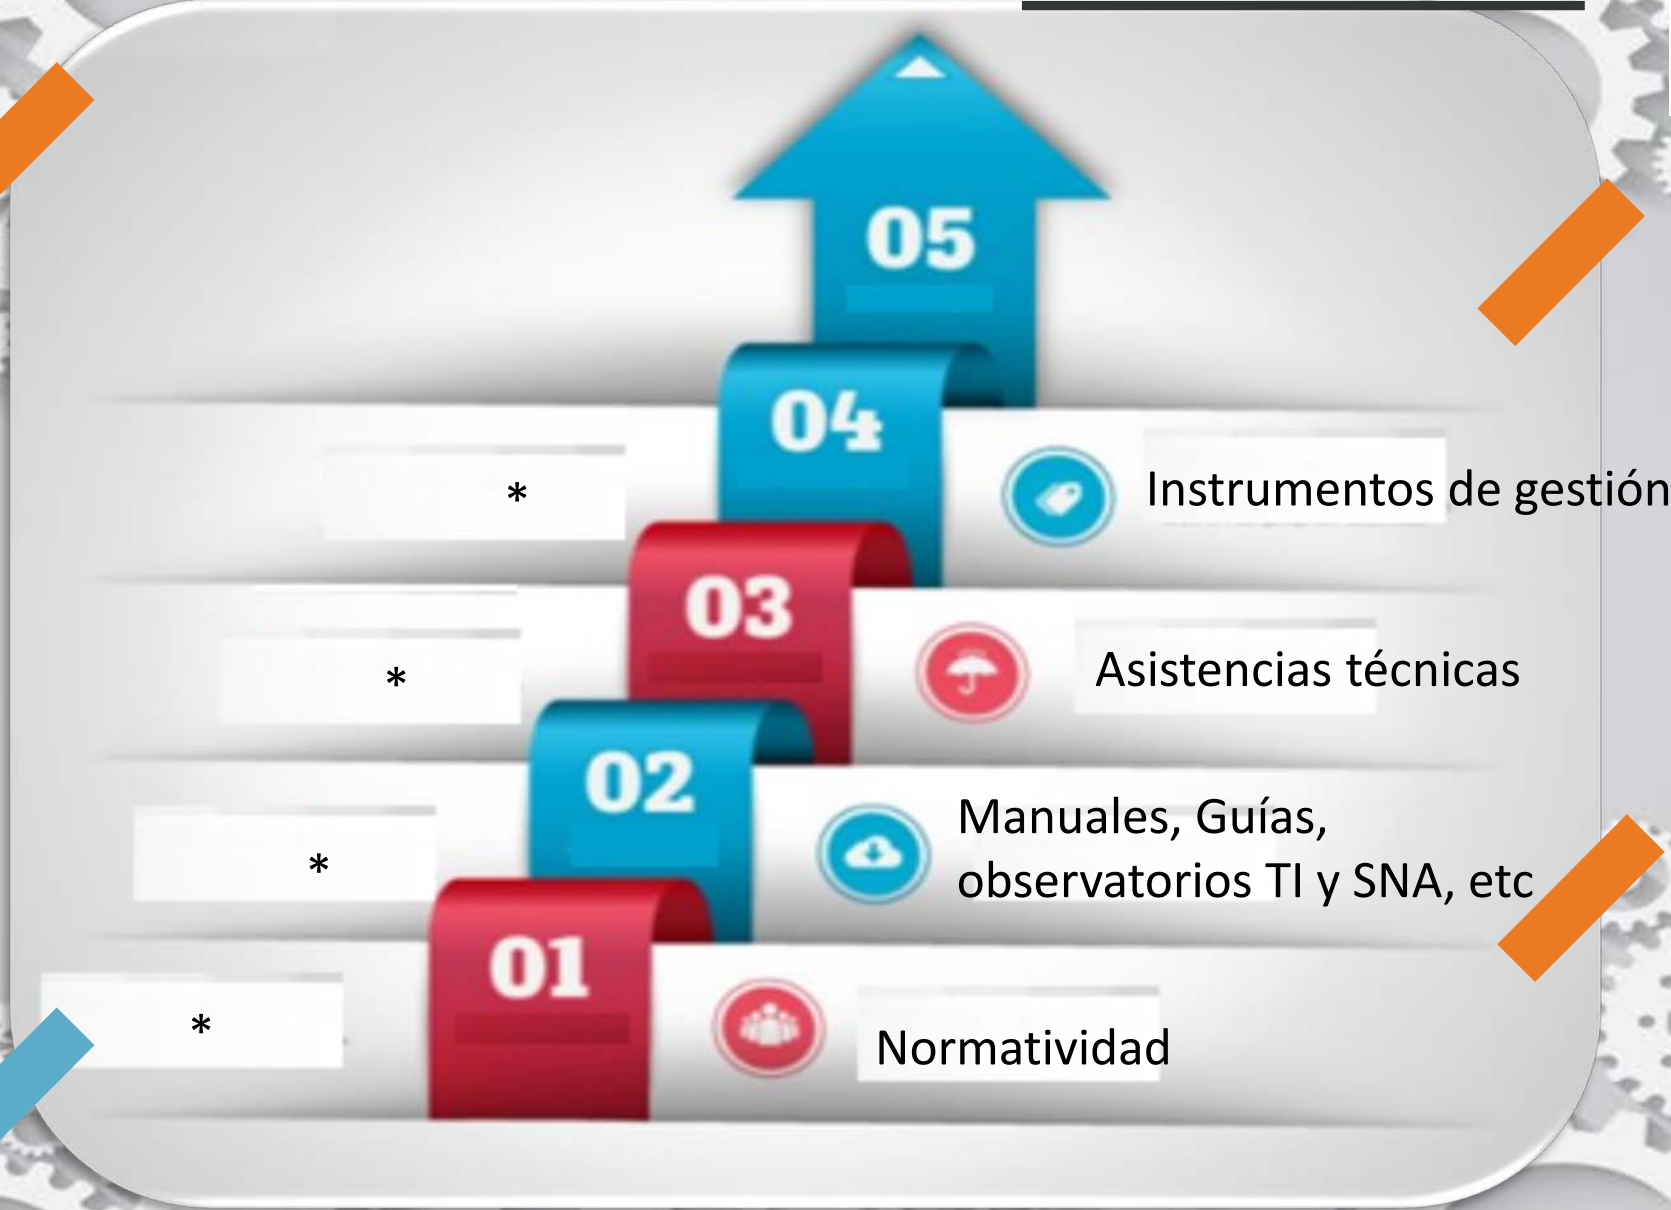 05
04
* Instrumentos de gestión
03
* Asistencias técnicas
02
Manuales, Guías,
* observatorios TI y SNA, etc
01
* Normatividad